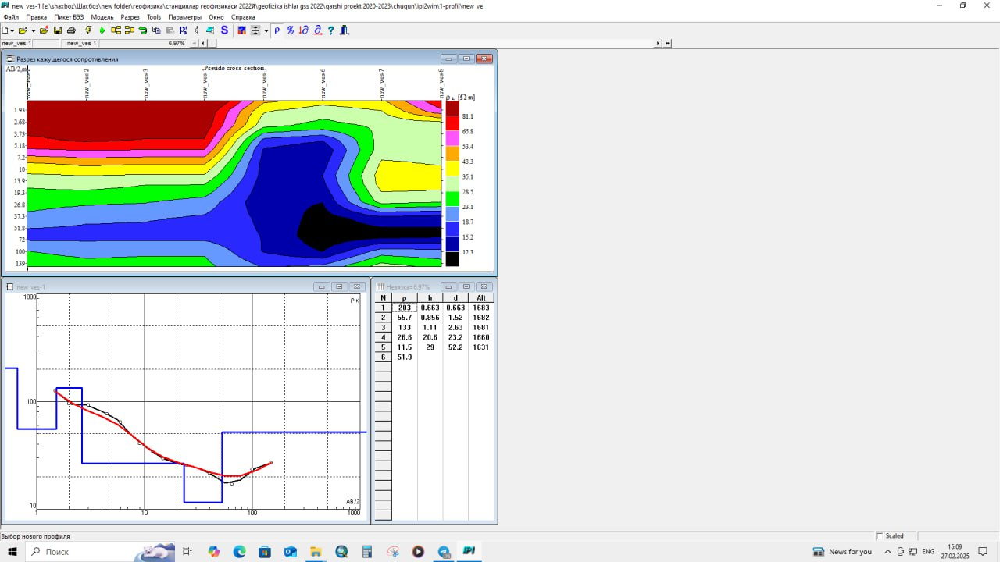 new_ves-1 [e:\shaxboz\Шахбоз\new folder\геофизика\станциялар геофизикаси 2022й\geofizika ishlar gss 2022\qarshi proekt 2020-2023\chuqun\ipi2win\1-profil\new_ve
Файл Правка Пикет ВЭЗ Модель Разрез Tools Параметры Окно Справка
new_ves-1 new_ves-1 6.97%
Разрез кажущегося сопротивления
AB/2,m Pseudo cross-section
new_ves-2 new_ves-3 new_ves-6 new_ves-7 new_ves-8
ρк, [Ω m]
1.93
2.68
3.73
5.18
7.2
10
13.9
19.3
26.8
37.3
51.8
72
100
139
81.1
65.8
53.4
43.3
35.1
28.5
23.1
18.7
15.2
12.3
new_ves-1
1000
ρк
100
10
AB/2
1 10 100 1000
Невязка=6.97%
N ρ h d Alt
1 203 0.663 0.663 1683
2 55.7 0.856 1.52 1682
3 133 1.11 2.63 1681
4 26.6 20.6 23.2 1660
5 11.5 29 52.2 1631
6 51.9
Выбор нового профиля
Scaled
Поиск
IPI
News for you
ENG
15:09
27.02.2025